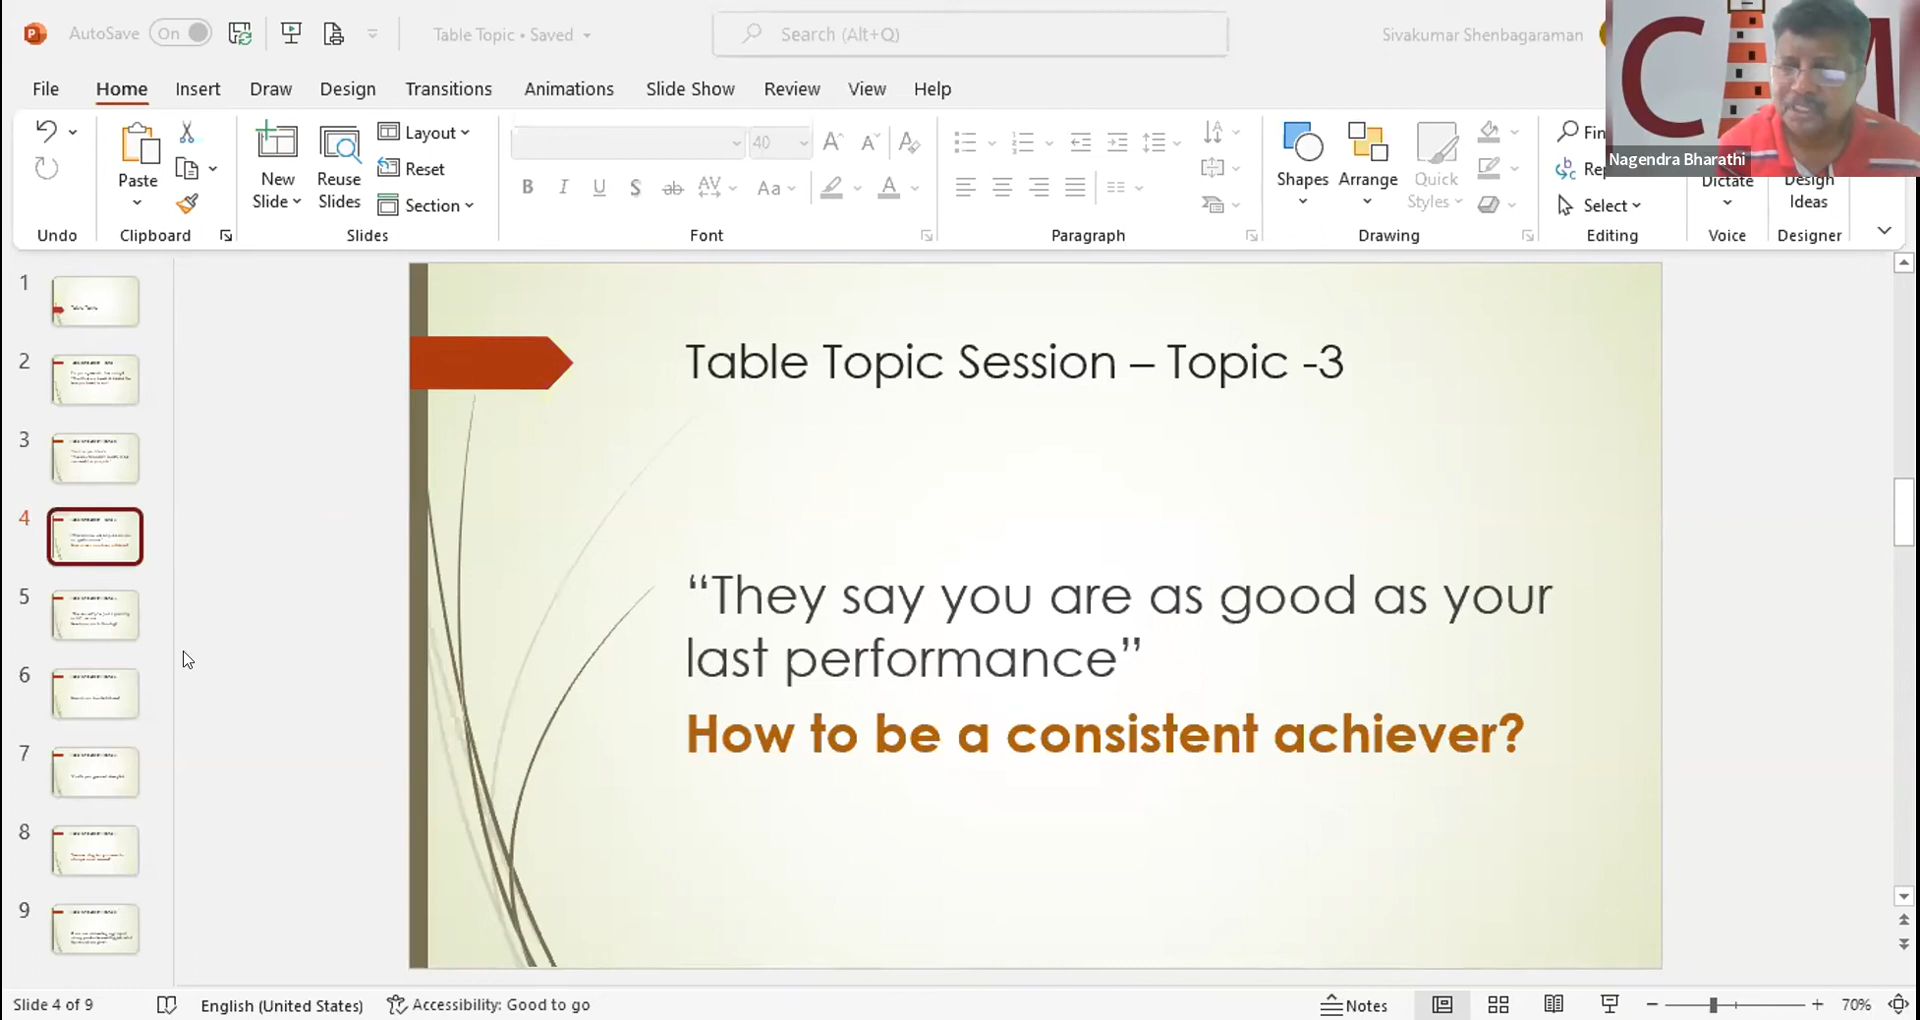 AutoSave
On
Table Topic • Saved
Search (Alt+Q)
Sivakumar Shenbagaraman
C M
Nagendra Bharathi
File
Home
Insert
Draw
Design
Transitions
Animations
Slide Show
Review
View
Help
Paste
New
Slide
Reuse
Slides
Layout
Reset
Section
40
B I U S ab AV Aa A
Shapes
Arrange
Quick
Styles
Select
Dictate
Design
Ideas
Undo
Clipboard
Slides
Font
Paragraph
Drawing
Editing
Voice
Designer
1
2
3
4
5
6
7
8
9
Table Topic Session – Topic -3
“They say you are as good as your
last performance”
How to be a consistent achiever?
Slide 4 of 9
English (United States)
Accessibility: Good to go
Notes
70%